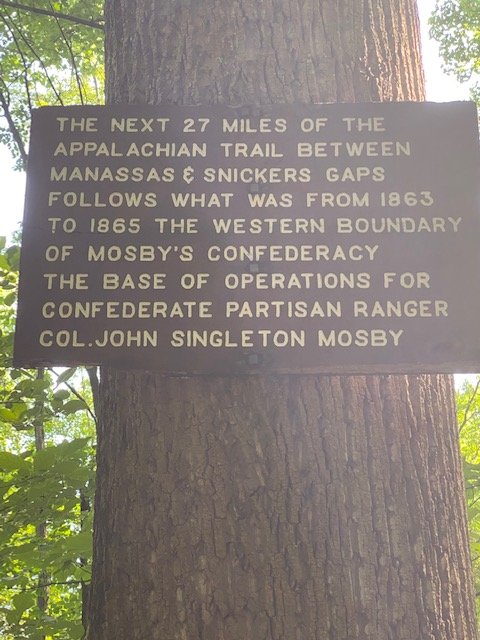 THE NEXT 27 MILES OF THE
APPALACHIAN TRAIL BETWEEN
MANASSAS & SNICKERS GAPS
FOLLOWS WHAT WAS FROM 1863
TO 1865 THE WESTERN BOUNDARY
OF MOSBY'S CONFEDERACY
THE BASE OF OPERATIONS FOR
CONFEDERATE PARTISAN RANGER
COL. JOHN SINGLETON MOSBY